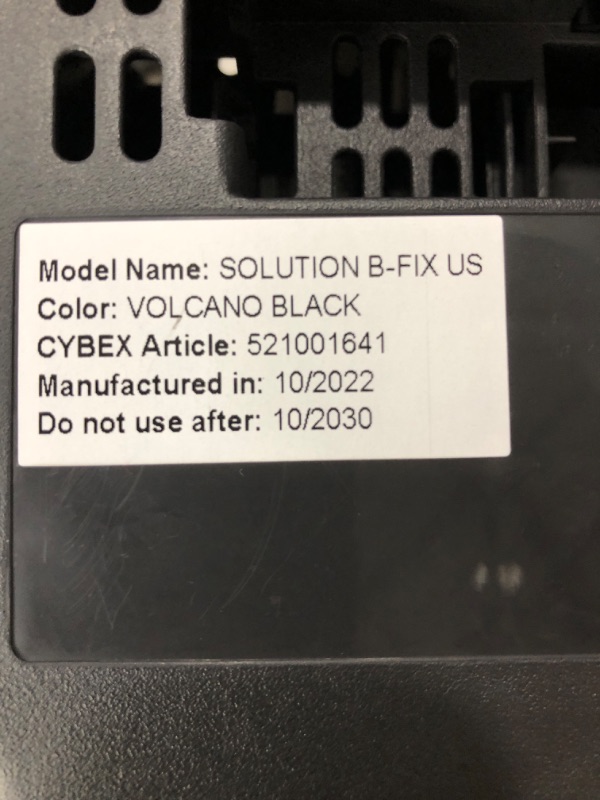 Model Name: SOLUTION B-FIX US
Color: VOLCANO BLACK
CYBEX Article: 521001641
Manufactured in: 10/2022
Do not use after: 10/2030